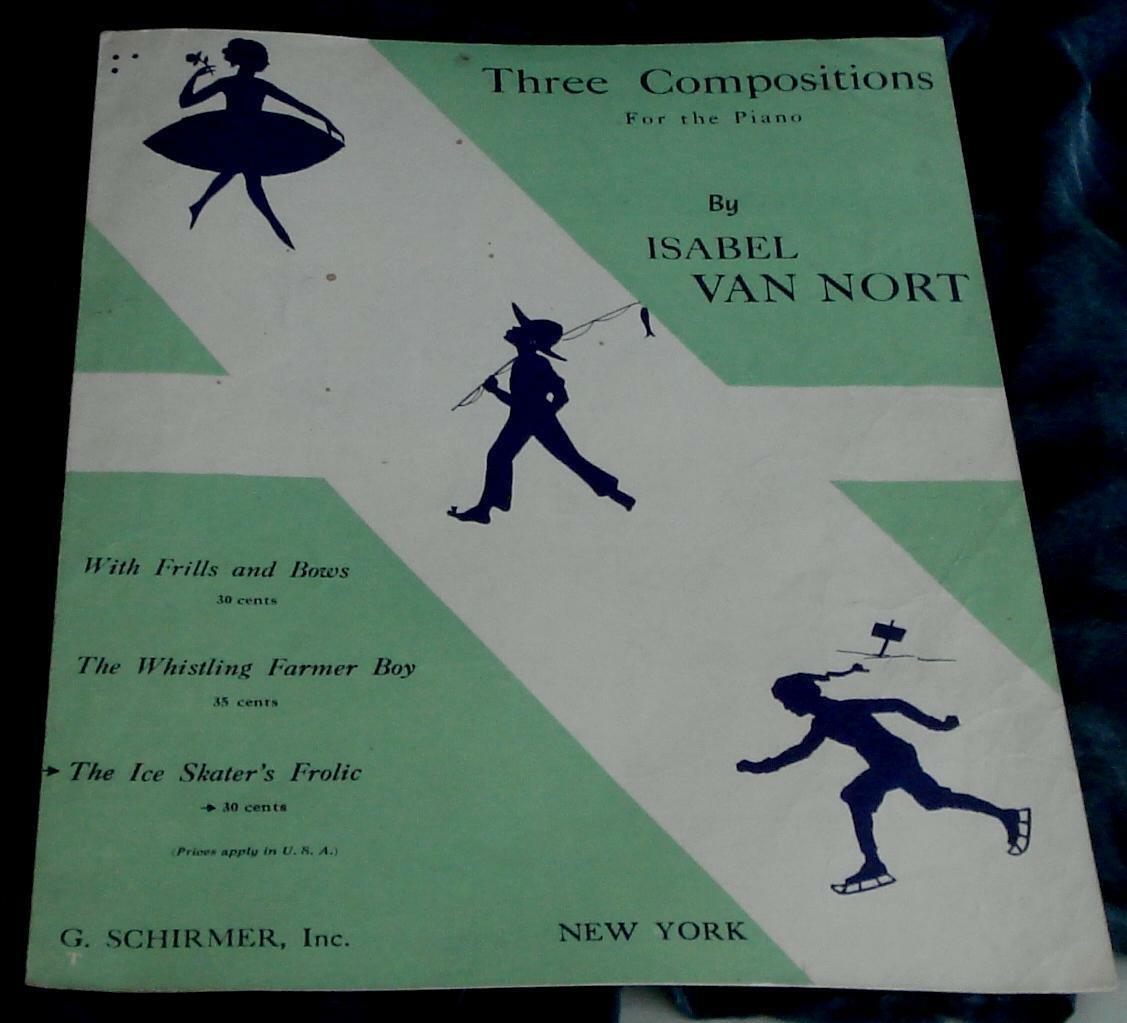 Three Compositions
For the Piano
By
ISABEL
VAN NORT
With Frills and Bows
30 cents
The Whistling Farmer Boy
35 cents
→ The Ice Skater's Frolic
→ 30 cents
(Prices apply in U. S. A.)
G. SCHIRMER, Inc.
NEW YORK
T